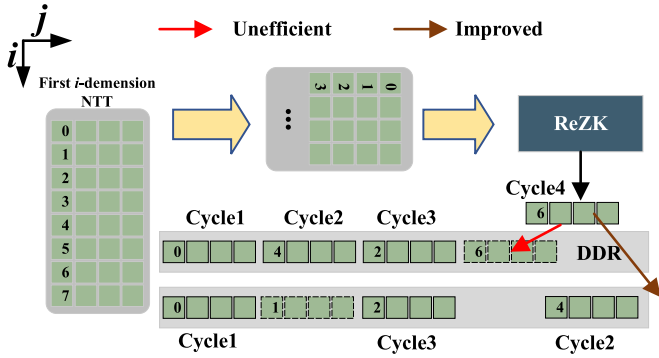 j
i
Unefficient
Improved
First i-demension
NTT
0
1
2
3
4
5
6
7
...
3 2 1 0
ReZK
Cycle4
6
Cycle1 Cycle2 Cycle3
0 4 2 6 DDR
0 1 2 4
Cycle1 Cycle3 Cycle2